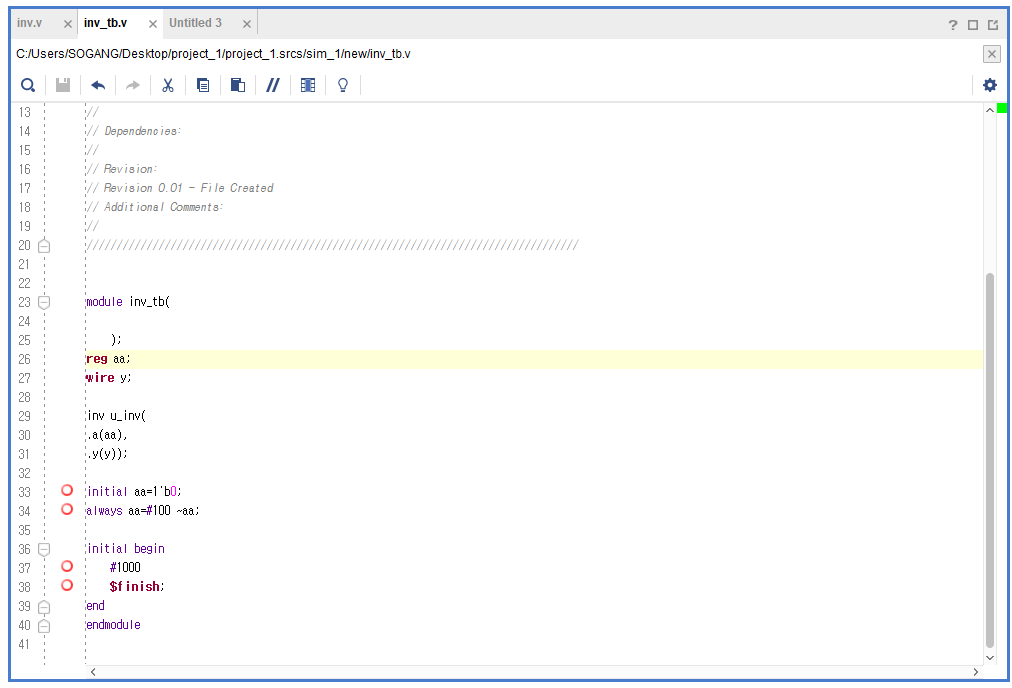 inv.v × inv_tb.v × Untitled 3 ×
?
C:/Users/SOGANG/Desktop/project_1/project_1.srcs/sim_1/new/inv_tb.v
13 //
14 // Dependencies:
15 //
16 // Revision:
17 // Revision 0.01 - File Created
18 // Additional Comments:
19 //
20 //////////////////////////////////////////////////////////////////////////////////
21
22
23 module inv_tb(
24
25     );
26 reg aa;
27 wire y;
28
29 inv u_inv(
30 .a(aa),
31 .y(y));
32
33 initial aa=1'b0;
34 always aa=#100 ~aa;
35
36 initial begin
37     #1000
38     $finish;
39 end
40 endmodule
41